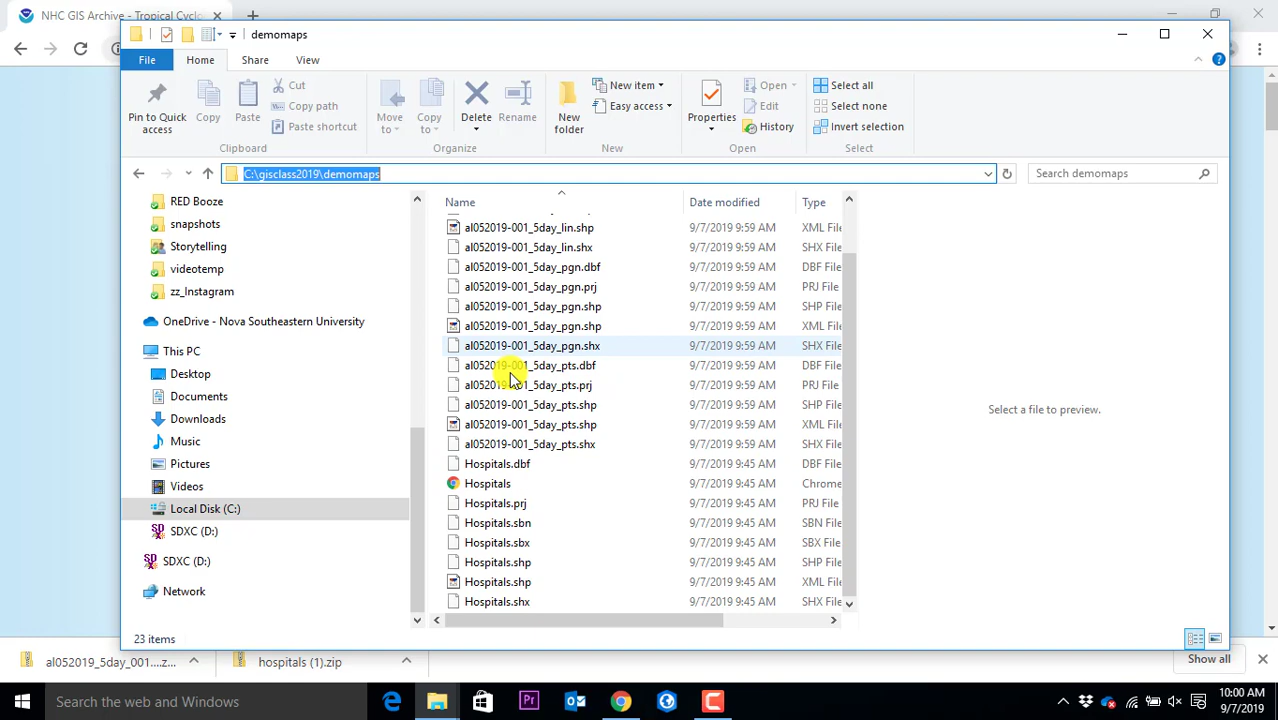 NHC GIS Archive - Tropical Cyclo
demomaps
File Home Share View
Pin to Quick access
Copy
Paste
Cut
Copy path
Paste shortcut
Clipboard
Move to
Copy to
Delete
Rename
Organize
New folder
New item
Easy access
New
Properties
Open
Edit
History
Open
Select all
Select none
Invert selection
Select
C:\gisclass2019\demomaps
Search demomaps
RED Booze
snapshots
Storytelling
videotemp
zz_Instagram
OneDrive - Nova Southeastern University
This PC
Desktop
Documents
Downloads
Music
Pictures
Videos
Local Disk (C:)
SDXC (D:)
SDXC (D:)
Network
Name Date modified Type
al052019-001_5day_lin.shp 9/7/2019 9:59 AM XML File
al052019-001_5day_lin.shx 9/7/2019 9:59 AM SHX File
al052019-001_5day_pgn.dbf 9/7/2019 9:59 AM DBF File
al052019-001_5day_pgn.prj 9/7/2019 9:59 AM PRJ File
al052019-001_5day_pgn.shp 9/7/2019 9:59 AM SHP File
al052019-001_5day_pgn.shp 9/7/2019 9:59 AM XML File
al052019-001_5day_pgn.shx 9/7/2019 9:59 AM SHX File
al052019-001_5day_pts.dbf 9/7/2019 9:59 AM DBF File
al052019-001_5day_pts.prj 9/7/2019 9:59 AM PRJ File
al052019-001_5day_pts.shp 9/7/2019 9:59 AM SHP File
al052019-001_5day_pts.shp 9/7/2019 9:59 AM XML File
al052019-001_5day_pts.shx 9/7/2019 9:59 AM SHX File
Hospitals.dbf 9/7/2019 9:45 AM DBF File
Hospitals 9/7/2019 9:45 AM Chrome
Hospitals.prj 9/7/2019 9:45 AM PRJ File
Hospitals.sbn 9/7/2019 9:45 AM SBN File
Hospitals.sbx 9/7/2019 9:45 AM SBX File
Hospitals.shp 9/7/2019 9:45 AM SHP File
Hospitals.shp 9/7/2019 9:45 AM XML File
Hospitals.shx 9/7/2019 9:45 AM SHX File
Select a file to preview.
23 items
al052019_5day_001....z...
hospitals (1).zip
Show all
Search the web and Windows
10:00 AM
9/7/2019